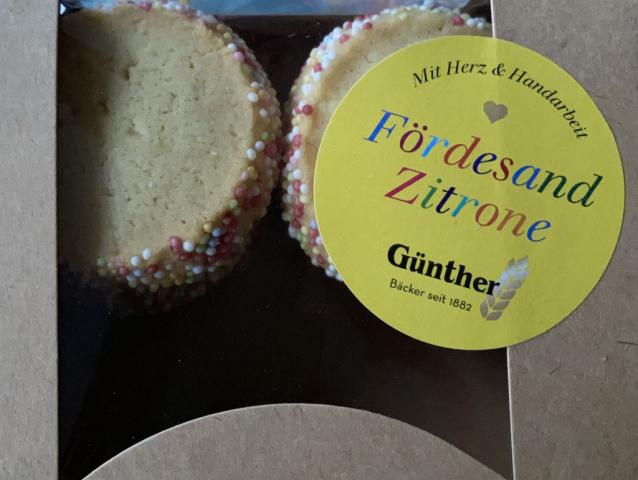 Mit Herz & Handarbeit
Fördesand
Zitrone
Günther
Bäcker seit 1882